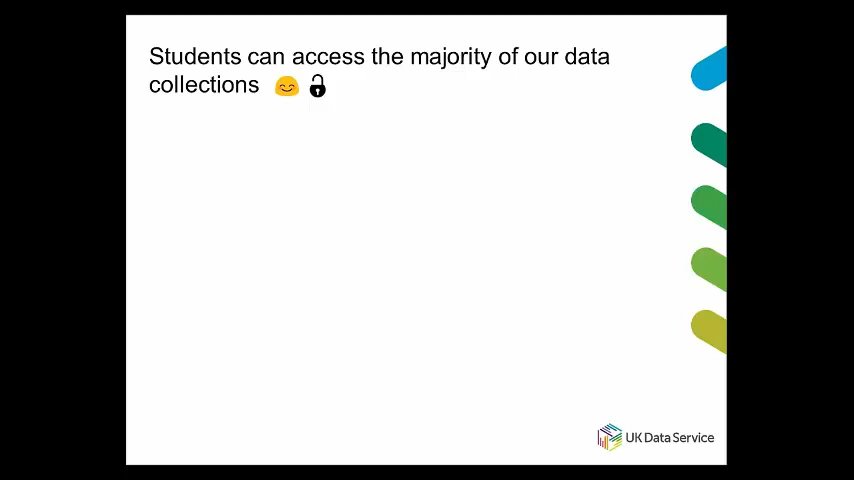 Students can access the majority of our data
collections 😊 🔓
UK Data Service